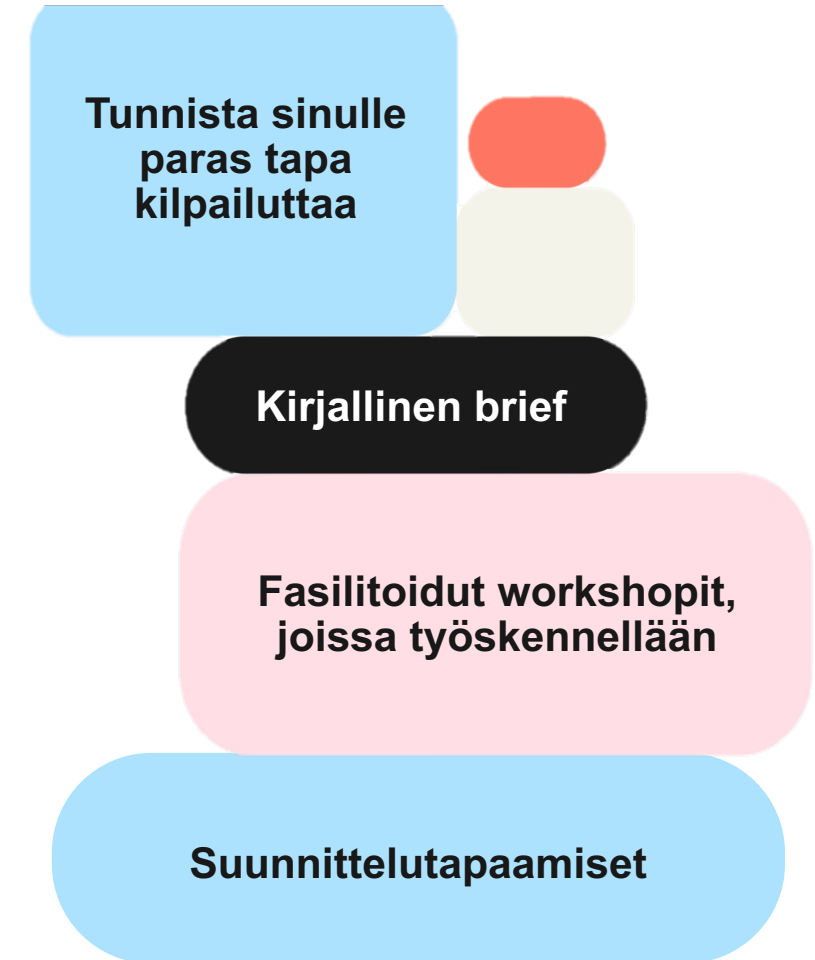 Tunnista sinulle
paras tapa
kilpailuttaa
Kirjallinen brief
Fasilitoidut workshopit,
joissa työskennellään
Suunnittelutapaamiset